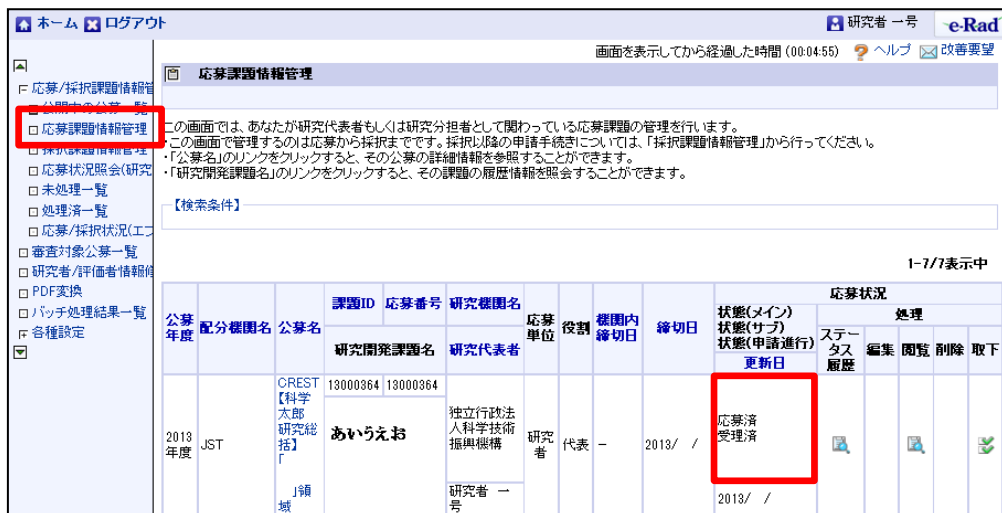 ホーム ログアウト
研究者 一号 e-Rad
画面を表示してから経過した時間 (00:04:55) ヘルプ 改善要望
応募/採択課題情報管
公開中の公募一覧
応募課題情報管理
採択課題情報管理
応募状況照会(研究
未処理一覧
処理済一覧
応募/採択状況(エフ
審査対象公募一覧
研究者/評価者情報修
PDF変換
バッチ処理結果一覧
各種設定
応募課題情報管理
この画面では、あなたが研究代表者もしくは研究分担者として関わっている応募課題の管理を行います。
・この画面で管理するのは応募から採択までです。採択以降の申請手続きについては、「採択課題情報管理」から行ってください。
・「公募名」のリンクをクリックすると、その公募の詳細情報を参照することができます。
・「研究開発課題名」のリンクをクリックすると、その課題の履歴情報を照会することができます。
【検索条件】
1-7/7表示中
公募
年度
配分機関名
公募名
課題ID
応募番号
研究機関名
研究開発課題名
研究代表者
応募
単位
役割
機関内
締切日
締切日
応募状況
状態(メイン)
状態(サブ)
状態(申請進行)
更新日
処理
ステー
タス
履歴
編集
閲覧
削除
取下
2013
年度
JST
CREST
【科学
太郎
研究総
括】
「
」領
域
13000364
13000364
あいうえお
独立行政法
人科学技術
振興機構
研究者 一
号
研究
者
代表
-
2013/ /
応募済
受理済
2013/ /